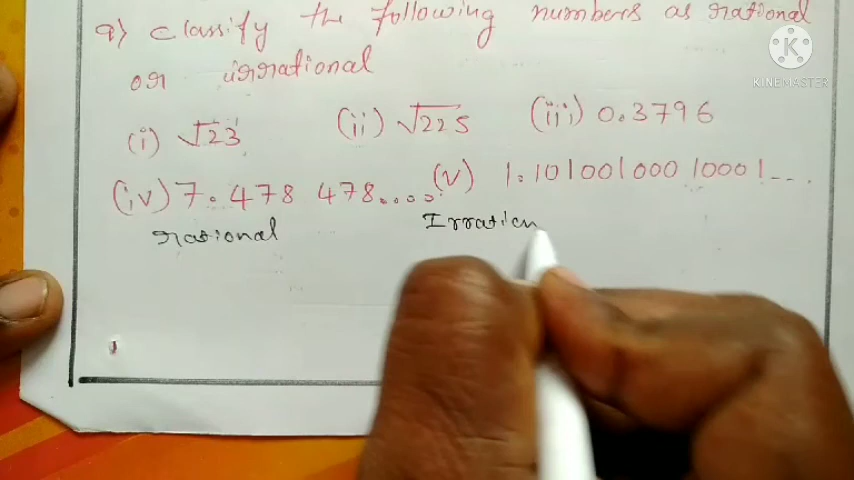 9) classify the following numbers as rational
or irrational
(i) √23 (ii) √225 (iii) 0.3796
(iv) 7.478 478.... (v) 1.101001000 10001...
rational Irration
K
KINEMASTER